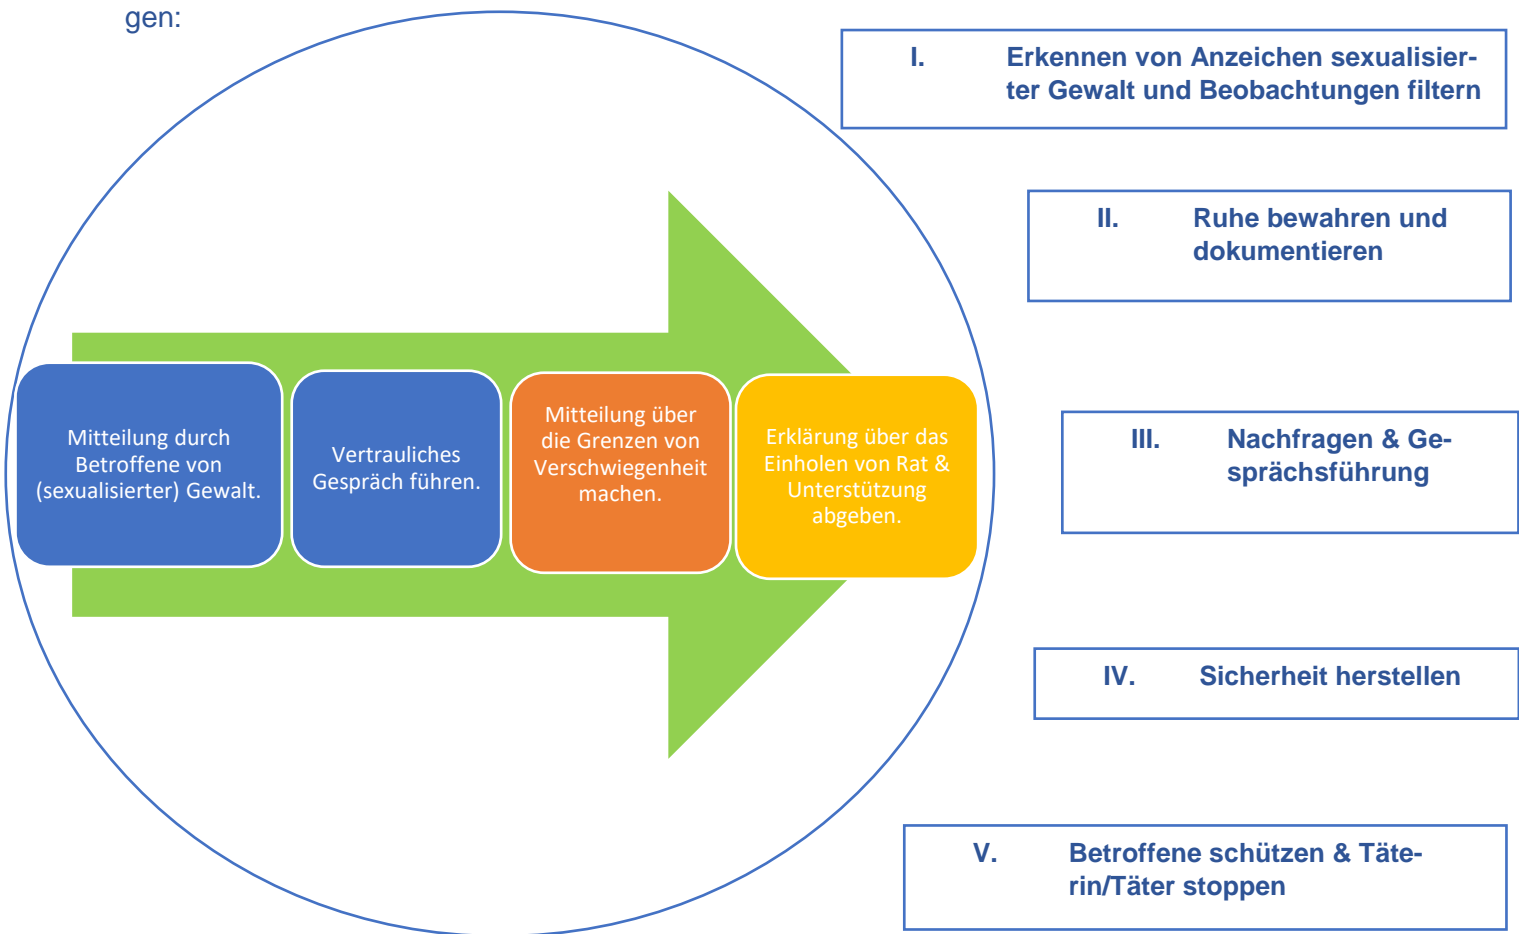 gen:
I. Erkennen von Anzeichen sexualisier-
ter Gewalt und Beobachtungen filtern
II. Ruhe bewahren und
dokumentieren
Mitteilung durch
Betroffene von
(sexualisierter) Gewalt.
Vertrauliches
Gespräch führen.
Mitteilung über
die Grenzen von
Verschwiegenheit
machen.
Erklärung über das
Einholen von Rat &
Unterstützung
abgeben.
III. Nachfragen & Ge-
sprächsführung
IV. Sicherheit herstellen
V. Betroffene schützen & Täte-
rin/Täter stoppen